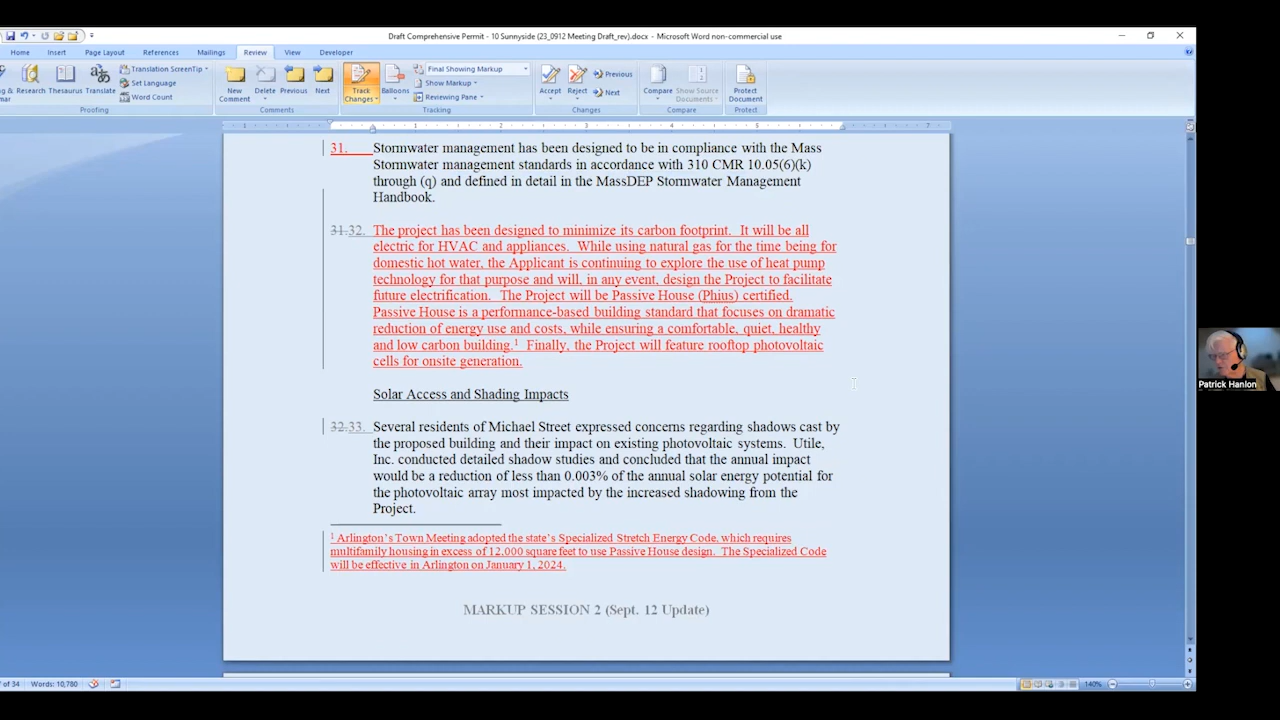 Draft Comprehensive Permit - 10 Sunnyside (23_0912 Meeting Draft_rev).docx - Microsoft Word non-commercial use
Home Insert Page Layout References Mailings Review View Developer
Research Thesaurus Translate
Translation ScreenTip
Set Language
Word Count
Proofing
New Comment
Delete Previous Next
Comments
Track Changes
Balloons
Final Showing Markup
Show Markup
Reviewing Pane
Tracking
Accept Reject
Previous
Next
Changes
Compare
Show Source Documents
Compare
Protect Document
Protect
1 1 2 3 4 5 7
31. Stormwater management has been designed to be in compliance with the Mass
Stormwater management standards in accordance with 310 CMR 10.05(6)(k)
through (q) and defined in detail in the MassDEP Stormwater Management
Handbook.
31.32. The project has been designed to minimize its carbon footprint. It will be all
electric for HVAC and appliances. While using natural gas for the time being for
domestic hot water, the Applicant is continuing to explore the use of heat pump
technology for that purpose and will, in any event, design the Project to facilitate
future electrification. The Project will be Passive House (Phius) certified.
Passive House is a performance-based building standard that focuses on dramatic
reduction of energy use and costs, while ensuring a comfortable, quiet, healthy
and low carbon building.1 Finally, the Project will feature rooftop photovoltaic
cells for onsite generation.
Solar Access and Shading Impacts
32.33. Several residents of Michael Street expressed concerns regarding shadows cast by
the proposed building and their impact on existing photovoltaic systems. Utile,
Inc. conducted detailed shadow studies and concluded that the annual impact
would be a reduction of less than 0.003% of the annual solar energy potential for
the photovoltaic array most impacted by the increased shadowing from the
Project.
1 Arlington's Town Meeting adopted the state's Specialized Stretch Energy Code, which requires
multifamily housing in excess of 12,000 square feet to use Passive House design. The Specialized Code
will be effective in Arlington on January 1, 2024.
MARKUP SESSION 2 (Sept. 12 Update)
of 34 Words: 10,780
140%
Patrick Hanlon